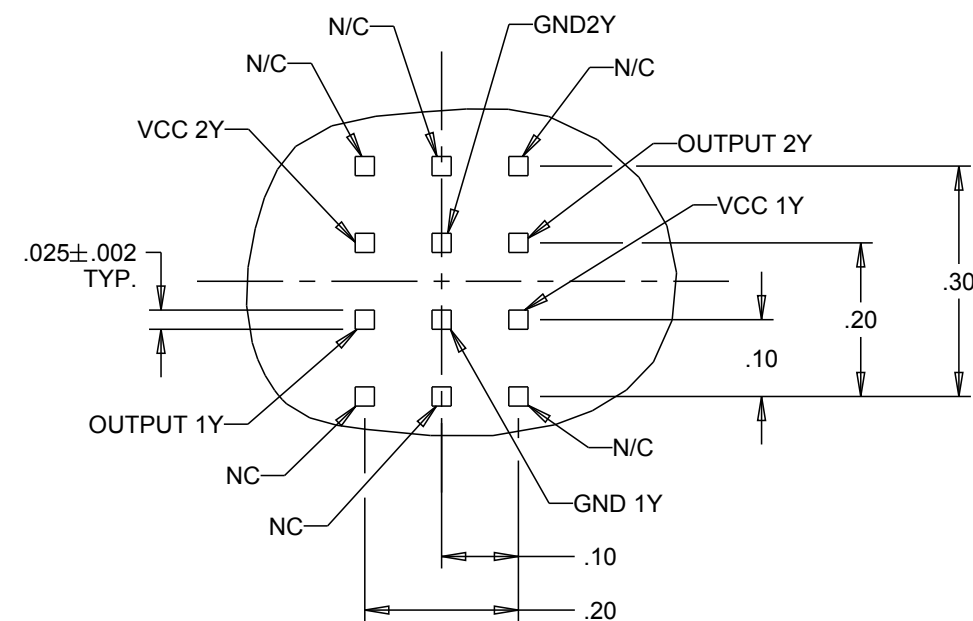 N/C
GND2Y
N/C
N/C
VCC 2Y
OUTPUT 2Y
VCC 1Y
.025±.002
TYP.
.30
.20
.10
OUTPUT 1Y
N/C
NC
GND 1Y
NC
.10
.20